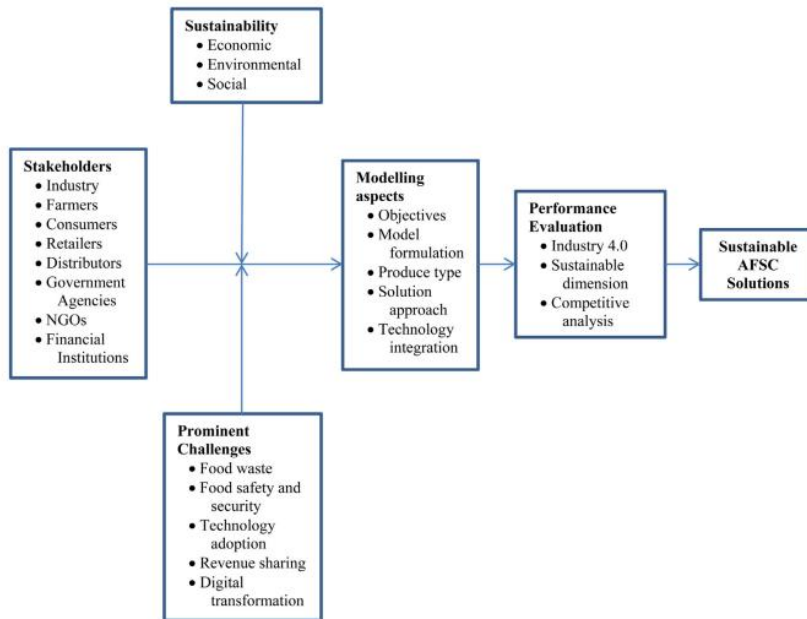 Sustainability
• Economic
• Environmental
• Social
Stakeholders
• Industry
• Farmers
• Consumers
• Retailers
• Distributors
• Government
Agencies
• NGOs
• Financial
Institutions
Modelling
aspects
• Objectives
• Model
formulation
• Produce type
• Solution
approach
• Technology
integration
Performance
Evaluation
• Industry 4.0
• Sustainable
dimension
• Competitive
analysis
Sustainable
AFSC
Solutions
Prominent
Challenges
• Food waste
• Food safety and
security
• Technology
adoption
• Revenue sharing
• Digital
transformation